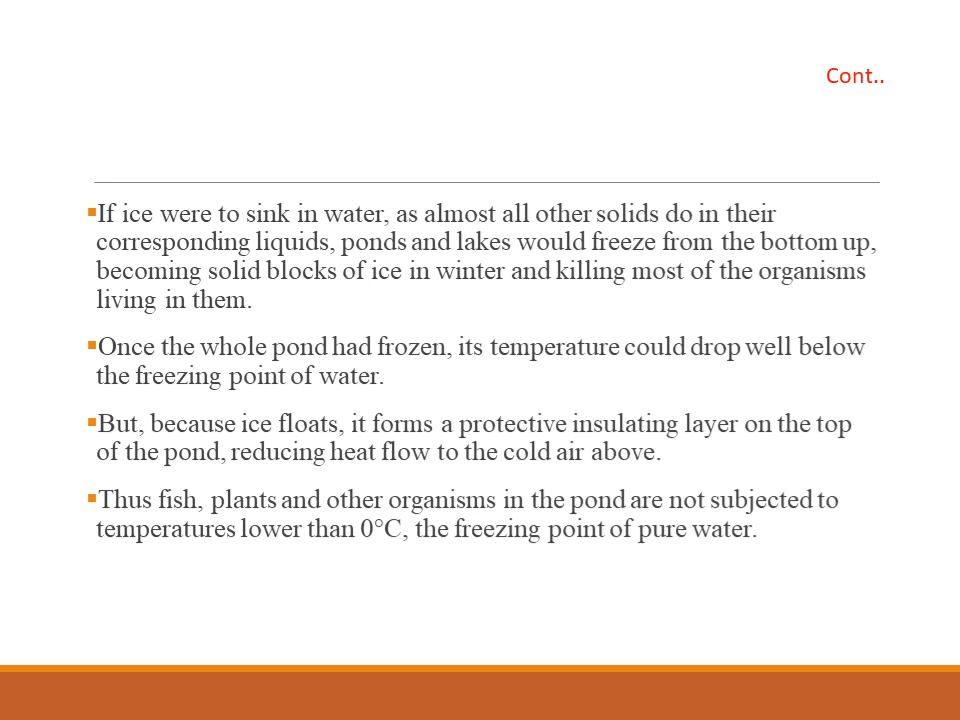 Cont..
▪If ice were to sink in water, as almost all other solids do in their
corresponding liquids, ponds and lakes would freeze from the bottom up,
becoming solid blocks of ice in winter and killing most of the organisms
living in them.
▪Once the whole pond had frozen, its temperature could drop well below
the freezing point of water.
▪But, because ice floats, it forms a protective insulating layer on the top
of the pond, reducing heat flow to the cold air above.
▪Thus fish, plants and other organisms in the pond are not subjected to
temperatures lower than 0°C, the freezing point of pure water.